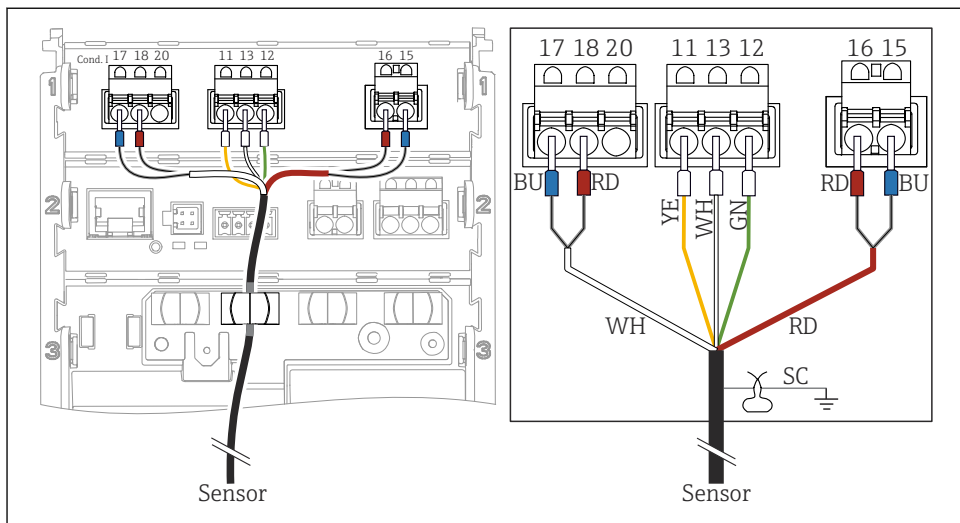 Cond. I 17 18 20 11 13 12 16 15
1 1
2 2
3 3
Sensor
17 18 20 11 13 12 16 15
BU RD RD BU
YE WH GN
WH RD
SC
Sensor